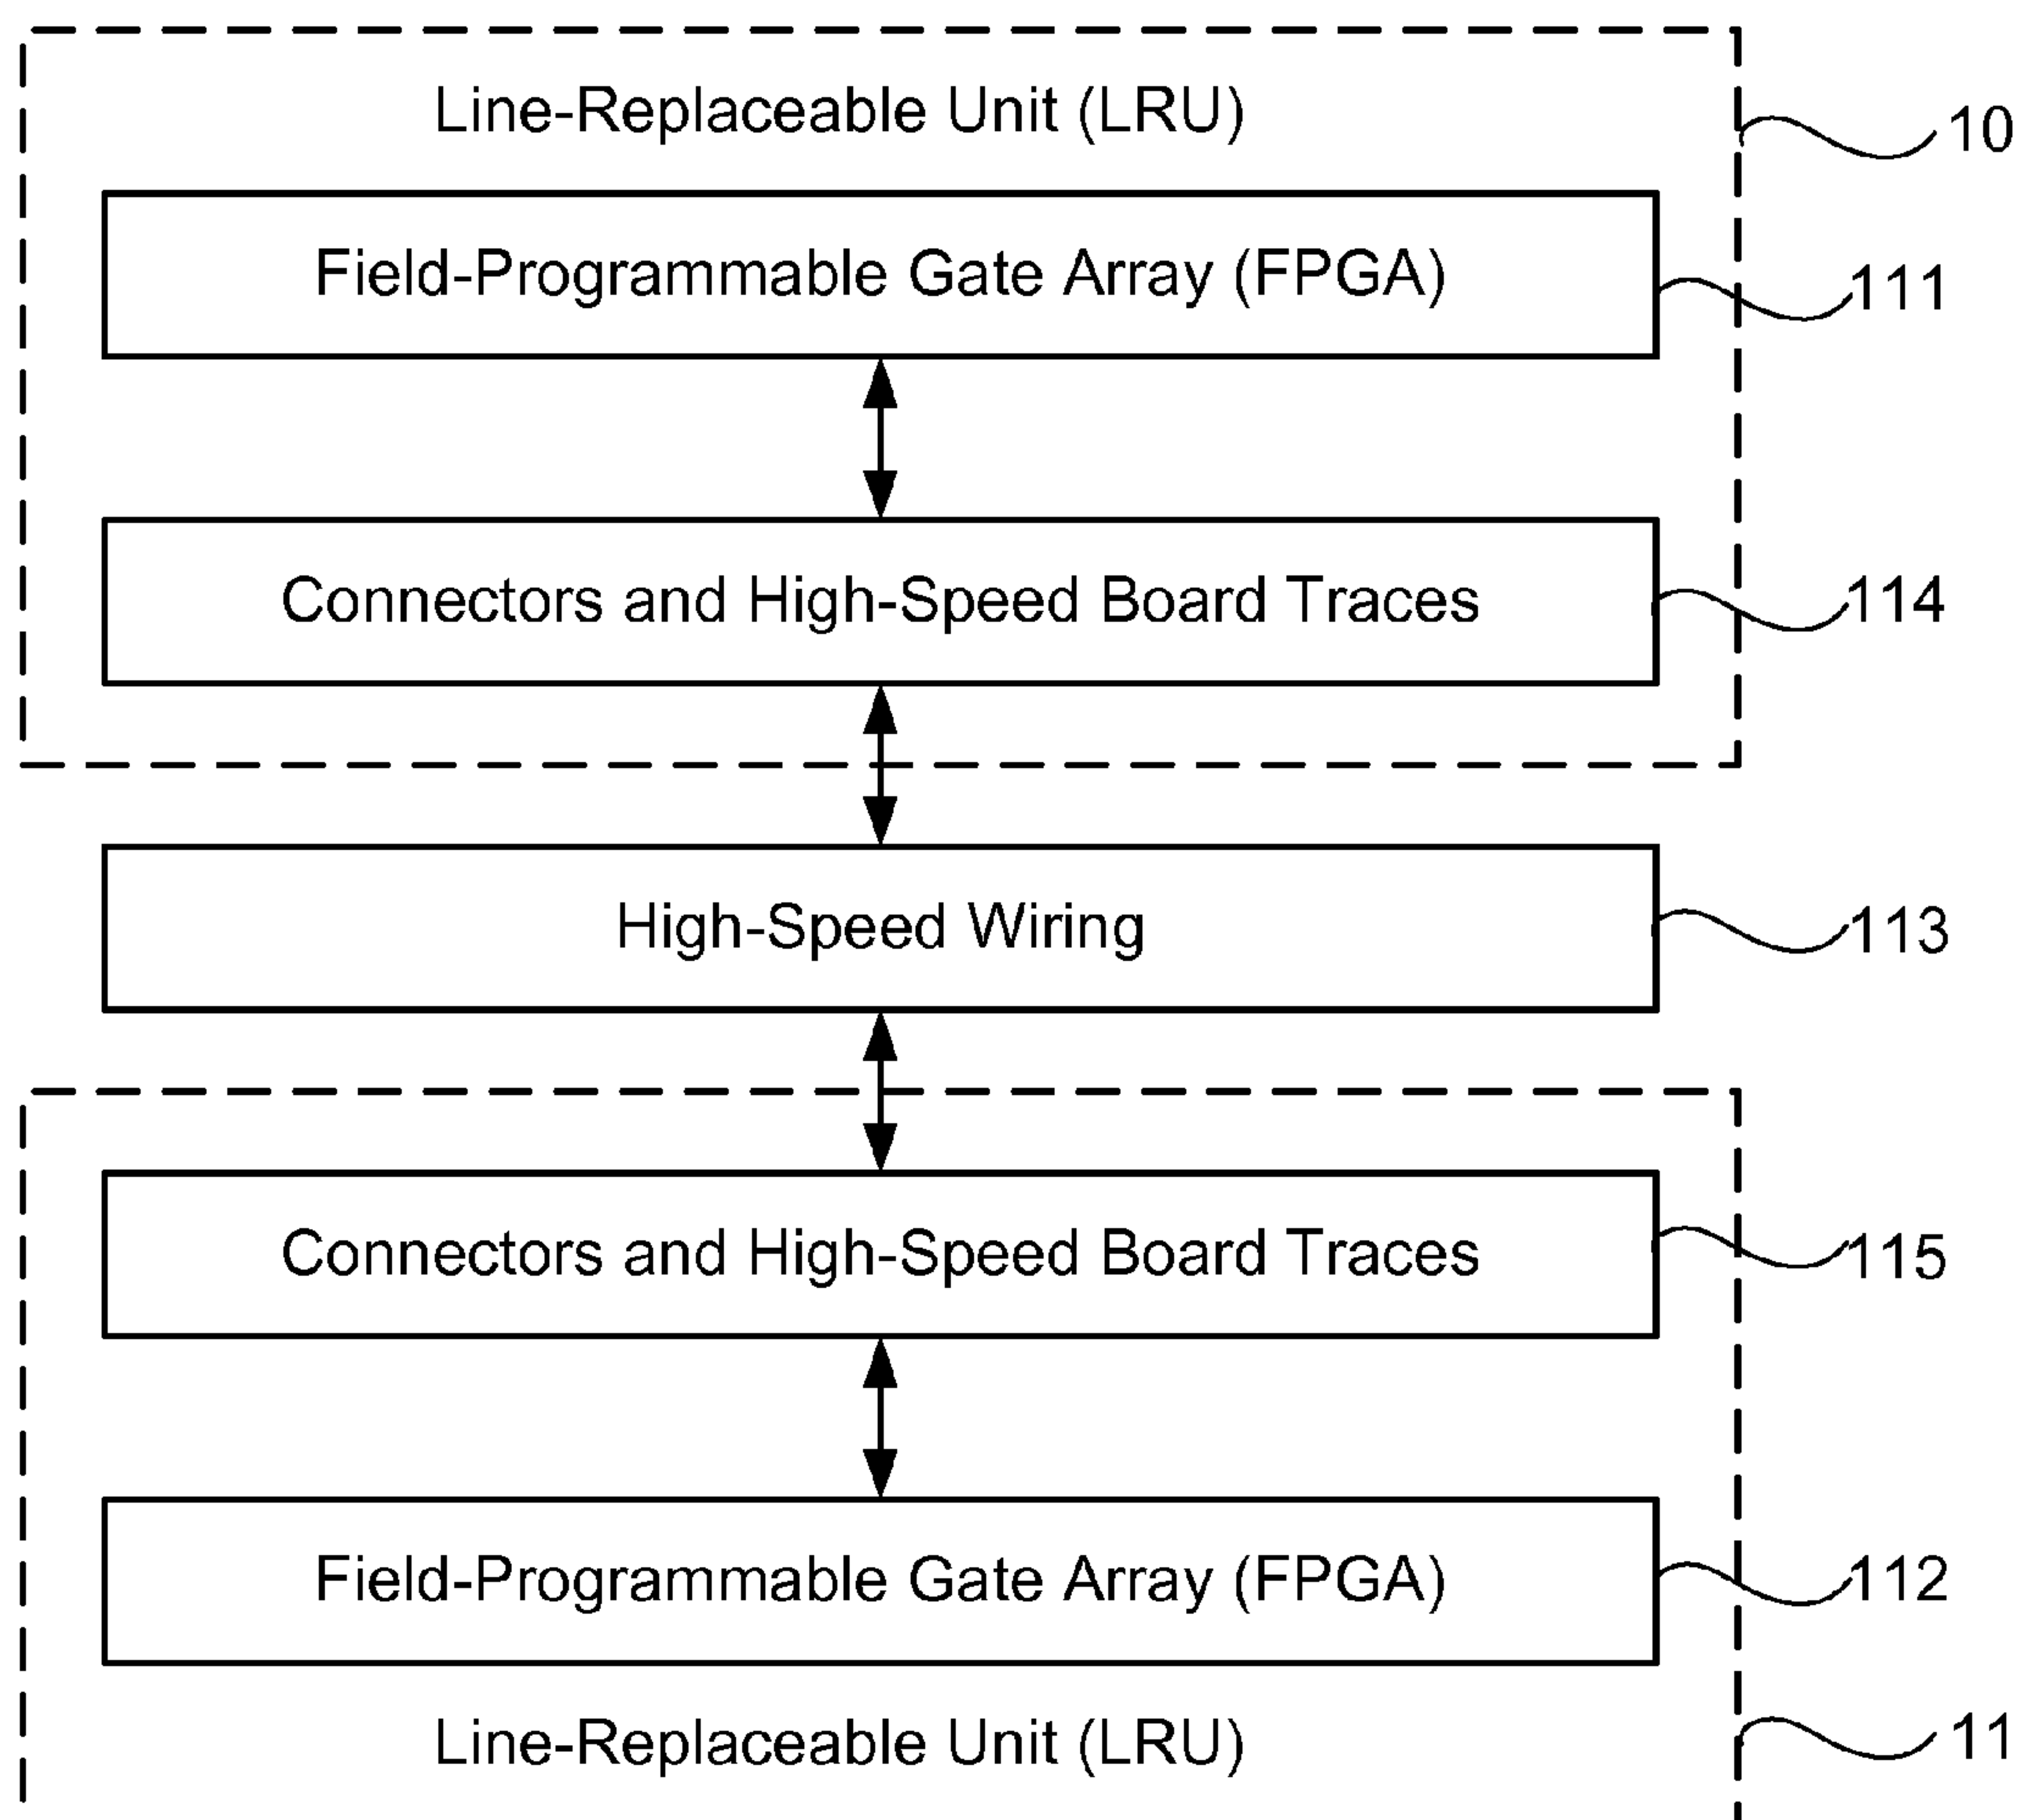 Line-Replaceable Unit (LRU)
10
Field-Programmable Gate Array (FPGA)
111
Connectors and High-Speed Board Traces
114
High-Speed Wiring
113
Connectors and High-Speed Board Traces
115
Field-Programmable Gate Array (FPGA)
112
Line-Replaceable Unit (LRU)
11